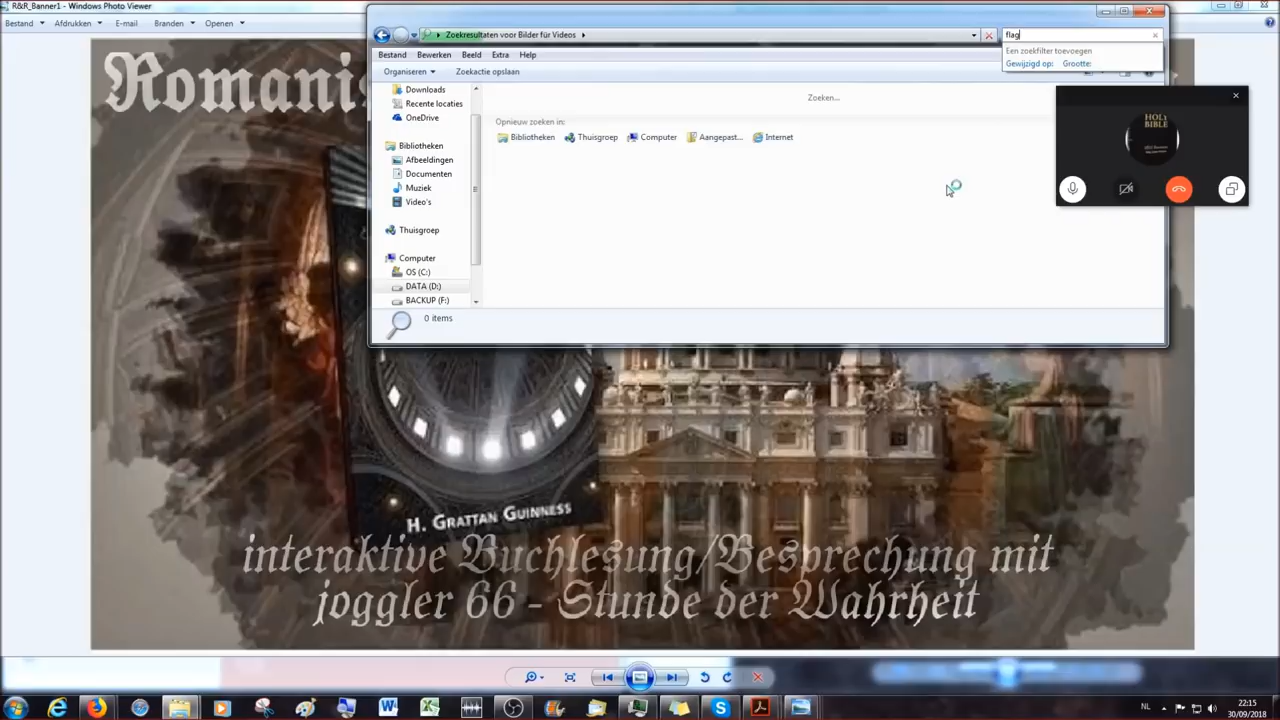 R&R_Banner1 - Windows Photo Viewer
Bestand Afdrukken E-mail Branden Openen
Zoekresultaten voor Bilder für Videos
flag
Een zoekfilter toevoegen
Gewijzigd op: Grootte:
Bestand Bewerken Beeld Extra Help
Organiseren Zoekactie opslaan
Downloads
Recente locaties
OneDrive
Bibliotheken
Afbeeldingen
Documenten
Muziek
Video's
Thuisgroep
Computer
OS (C:)
DATA (D:)
BACKUP (F:)
Zoeken...
Opnieuw zoeken in:
Bibliotheken Thuisgroep Computer Aangepast... Internet
0 items
HOLY
BIBLE
Romanis
H. GRATTAN GUINNESS
interaktive Buchlesung/Besprechung mit
joggler 66 - Stunde der Wahrheit
NL
22:15
30/09/2018